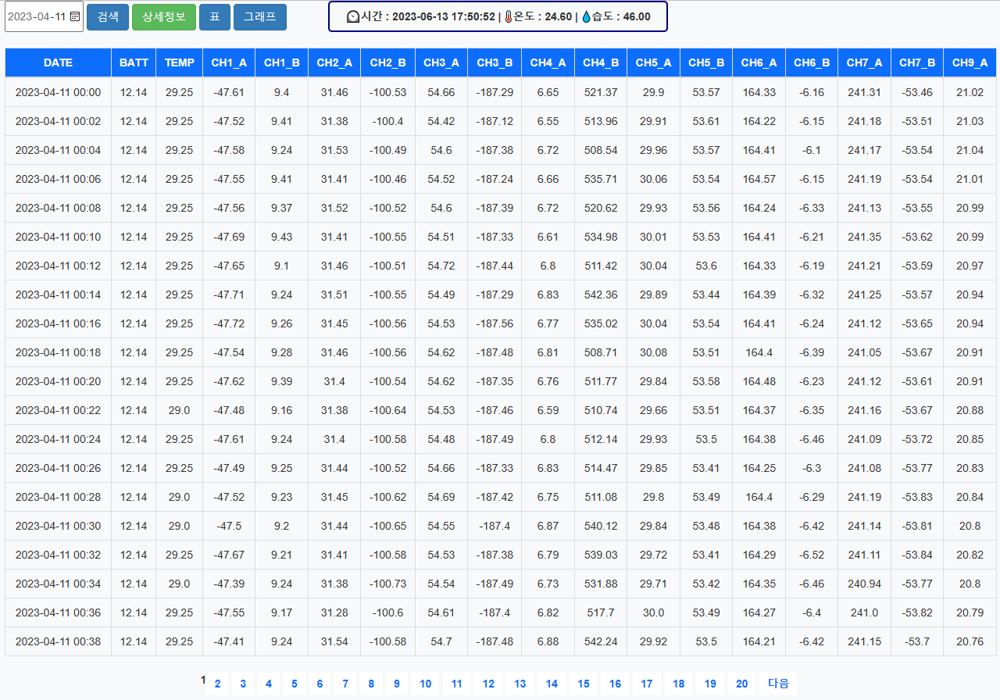 2023-04-11 검색 상세정보 표 그래프 시간 : 2023-06-13 17:50:52 | 온도 : 24.60 | 습도 : 46.00
DATE BATT TEMP CH1_A CH1_B CH2_A CH2_B CH3_A CH3_B CH4_A CH4_B CH5_A CH5_B CH6_A CH6_B CH7_A CH7_B CH9_A
2023-04-11 00:00 12.14 29.25 -47.61 9.4 31.46 -100.53 54.66 -187.29 6.65 521.37 29.9 53.57 164.33 -6.16 241.31 -53.46 21.02
2023-04-11 00:02 12.14 29.25 -47.52 9.41 31.38 -100.4 54.42 -187.12 6.55 513.96 29.91 53.61 164.22 -6.15 241.18 -53.51 21.03
2023-04-11 00:04 12.14 29.25 -47.58 9.24 31.53 -100.49 54.6 -187.38 6.72 508.54 29.96 53.57 164.41 -6.1 241.17 -53.54 21.04
2023-04-11 00:06 12.14 29.25 -47.55 9.41 31.41 -100.46 54.52 -187.24 6.66 535.71 30.06 53.54 164.57 -6.15 241.19 -53.54 21.01
2023-04-11 00:08 12.14 29.25 -47.56 9.37 31.52 -100.52 54.6 -187.39 6.72 520.62 29.93 53.56 164.24 -6.33 241.13 -53.55 20.99
2023-04-11 00:10 12.14 29.25 -47.69 9.43 31.41 -100.55 54.51 -187.33 6.61 534.98 30.01 53.53 164.41 -6.21 241.35 -53.62 20.99
2023-04-11 00:12 12.14 29.25 -47.65 9.1 31.46 -100.51 54.72 -187.44 6.8 511.42 30.04 53.6 164.33 -6.19 241.21 -53.59 20.97
2023-04-11 00:14 12.14 29.25 -47.71 9.24 31.51 -100.55 54.49 -187.29 6.83 542.36 29.89 53.44 164.39 -6.32 241.25 -53.57 20.94
2023-04-11 00:16 12.14 29.25 -47.72 9.26 31.45 -100.56 54.53 -187.56 6.77 535.02 30.04 53.54 164.41 -6.24 241.12 -53.65 20.94
2023-04-11 00:18 12.14 29.25 -47.54 9.28 31.46 -100.56 54.62 -187.48 6.81 508.71 30.08 53.51 164.4 -6.39 241.05 -53.67 20.91
2023-04-11 00:20 12.14 29.25 -47.62 9.39 31.4 -100.54 54.62 -187.35 6.76 511.77 29.84 53.58 164.48 -6.23 241.12 -53.61 20.91
2023-04-11 00:22 12.14 29.0 -47.48 9.16 31.38 -100.64 54.53 -187.46 6.59 510.74 29.66 53.51 164.37 -6.35 241.16 -53.67 20.88
2023-04-11 00:24 12.14 29.25 -47.61 9.24 31.4 -100.58 54.48 -187.49 6.8 512.14 29.93 53.5 164.38 -6.46 241.09 -53.72 20.85
2023-04-11 00:26 12.14 29.25 -47.49 9.25 31.44 -100.52 54.66 -187.33 6.83 514.47 29.85 53.41 164.25 -6.3 241.08 -53.77 20.83
2023-04-11 00:28 12.14 29.0 -47.52 9.23 31.45 -100.62 54.69 -187.42 6.75 511.08 29.8 53.49 164.4 -6.29 241.19 -53.83 20.84
2023-04-11 00:30 12.14 29.0 -47.5 9.2 31.44 -100.65 54.55 -187.4 6.87 540.12 29.84 53.48 164.38 -6.42 241.14 -53.81 20.8
2023-04-11 00:32 12.14 29.25 -47.67 9.21 31.41 -100.58 54.53 -187.38 6.79 539.03 29.72 53.41 164.29 -6.52 241.11 -53.84 20.82
2023-04-11 00:34 12.14 29.0 -47.39 9.24 31.38 -100.73 54.54 -187.49 6.73 531.88 29.71 53.42 164.35 -6.46 240.94 -53.77 20.8
2023-04-11 00:36 12.14 29.25 -47.55 9.17 31.28 -100.6 54.61 -187.4 6.82 517.7 30.0 53.49 164.27 -6.4 241.0 -53.82 20.79
2023-04-11 00:38 12.14 29.25 -47.41 9.24 31.54 -100.58 54.7 -187.48 6.88 542.24 29.92 53.5 164.21 -6.42 241.15 -53.7 20.76
1 2 3 4 5 6 7 8 9 10 11 12 13 14 15 16 17 18 19 20 다음